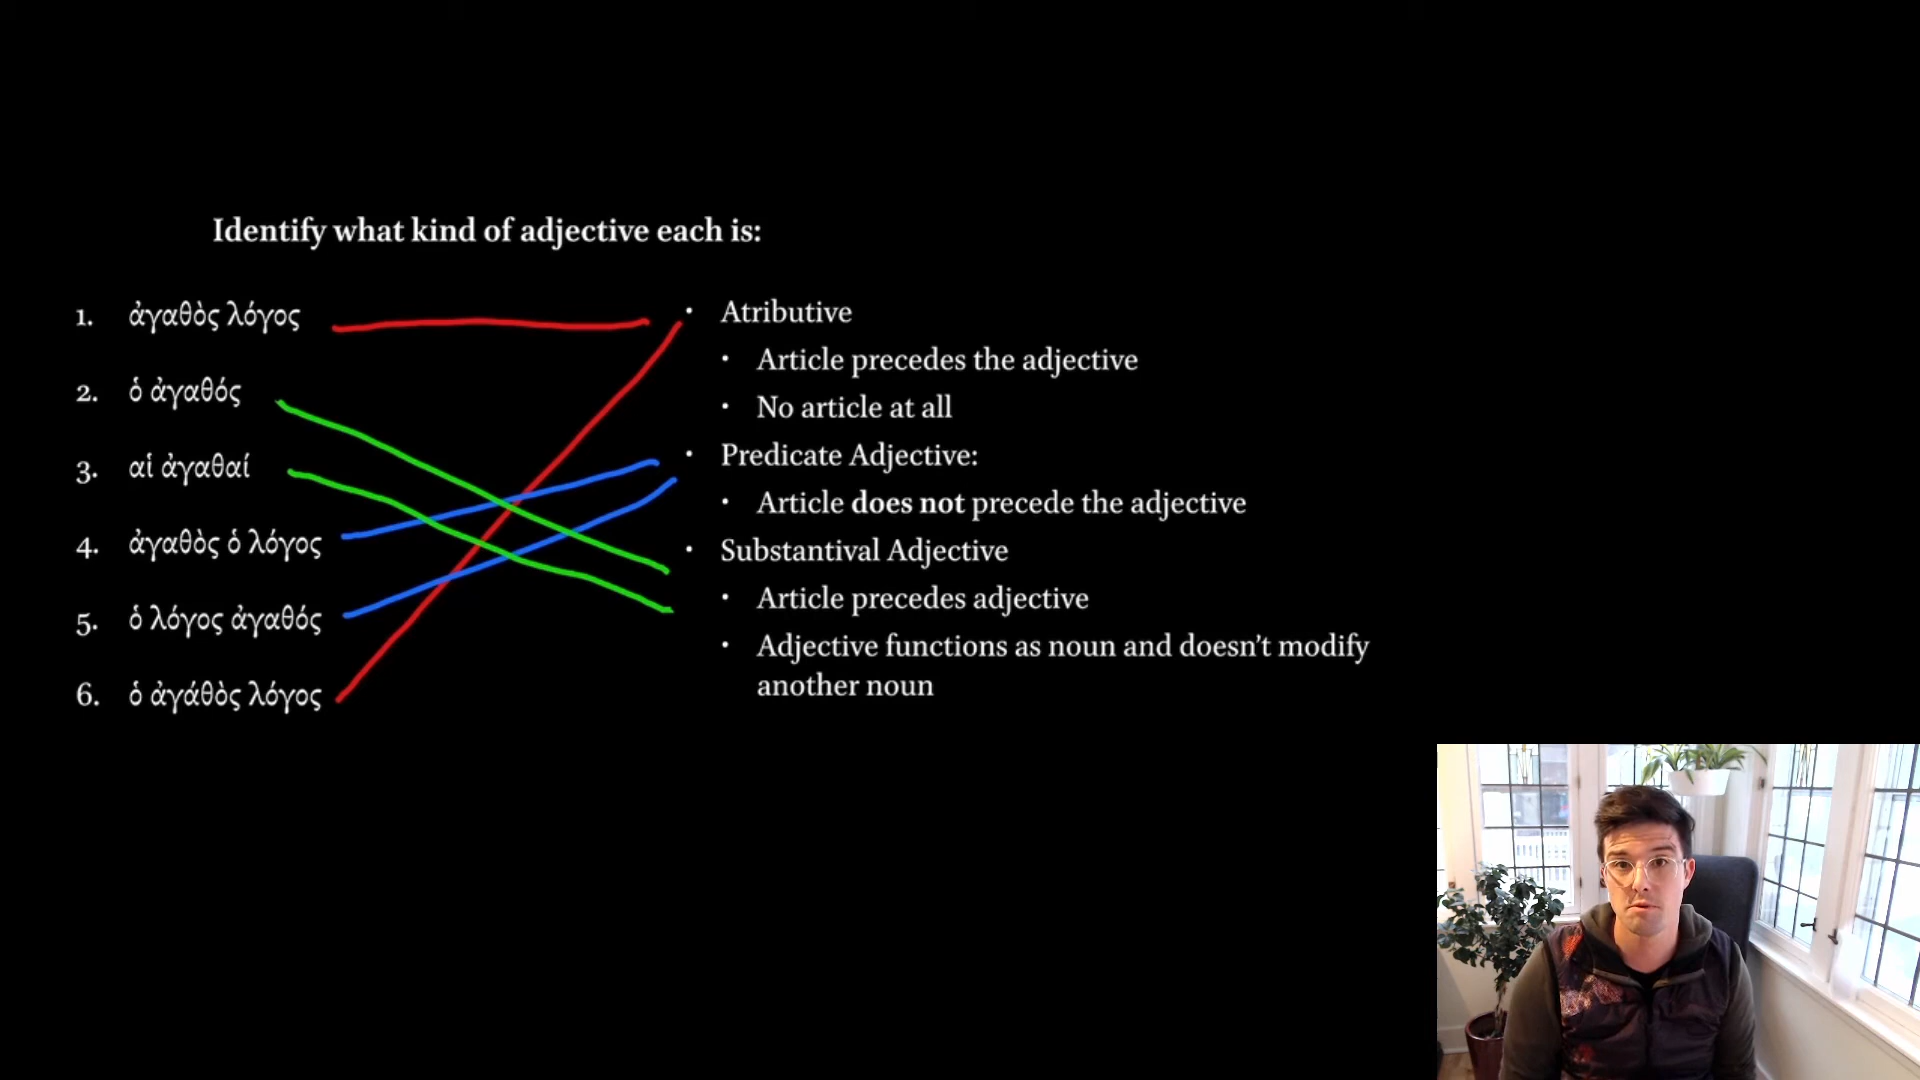 Identify what kind of adjective each is:
1. ἀγαθὸς λόγος
2. ὁ ἀγαθός
3. αἱ ἀγαθαί
4. ἀγαθὸς ὁ λόγος
5. ὁ λόγος ἀγαθός
6. ὁ ἀγάθὸς λόγος
• Atributive
• Article precedes the adjective
• No article at all
• Predicate Adjective:
• Article does not precede the adjective
• Substantival Adjective
• Article precedes adjective
• Adjective functions as noun and doesn't modify
another noun